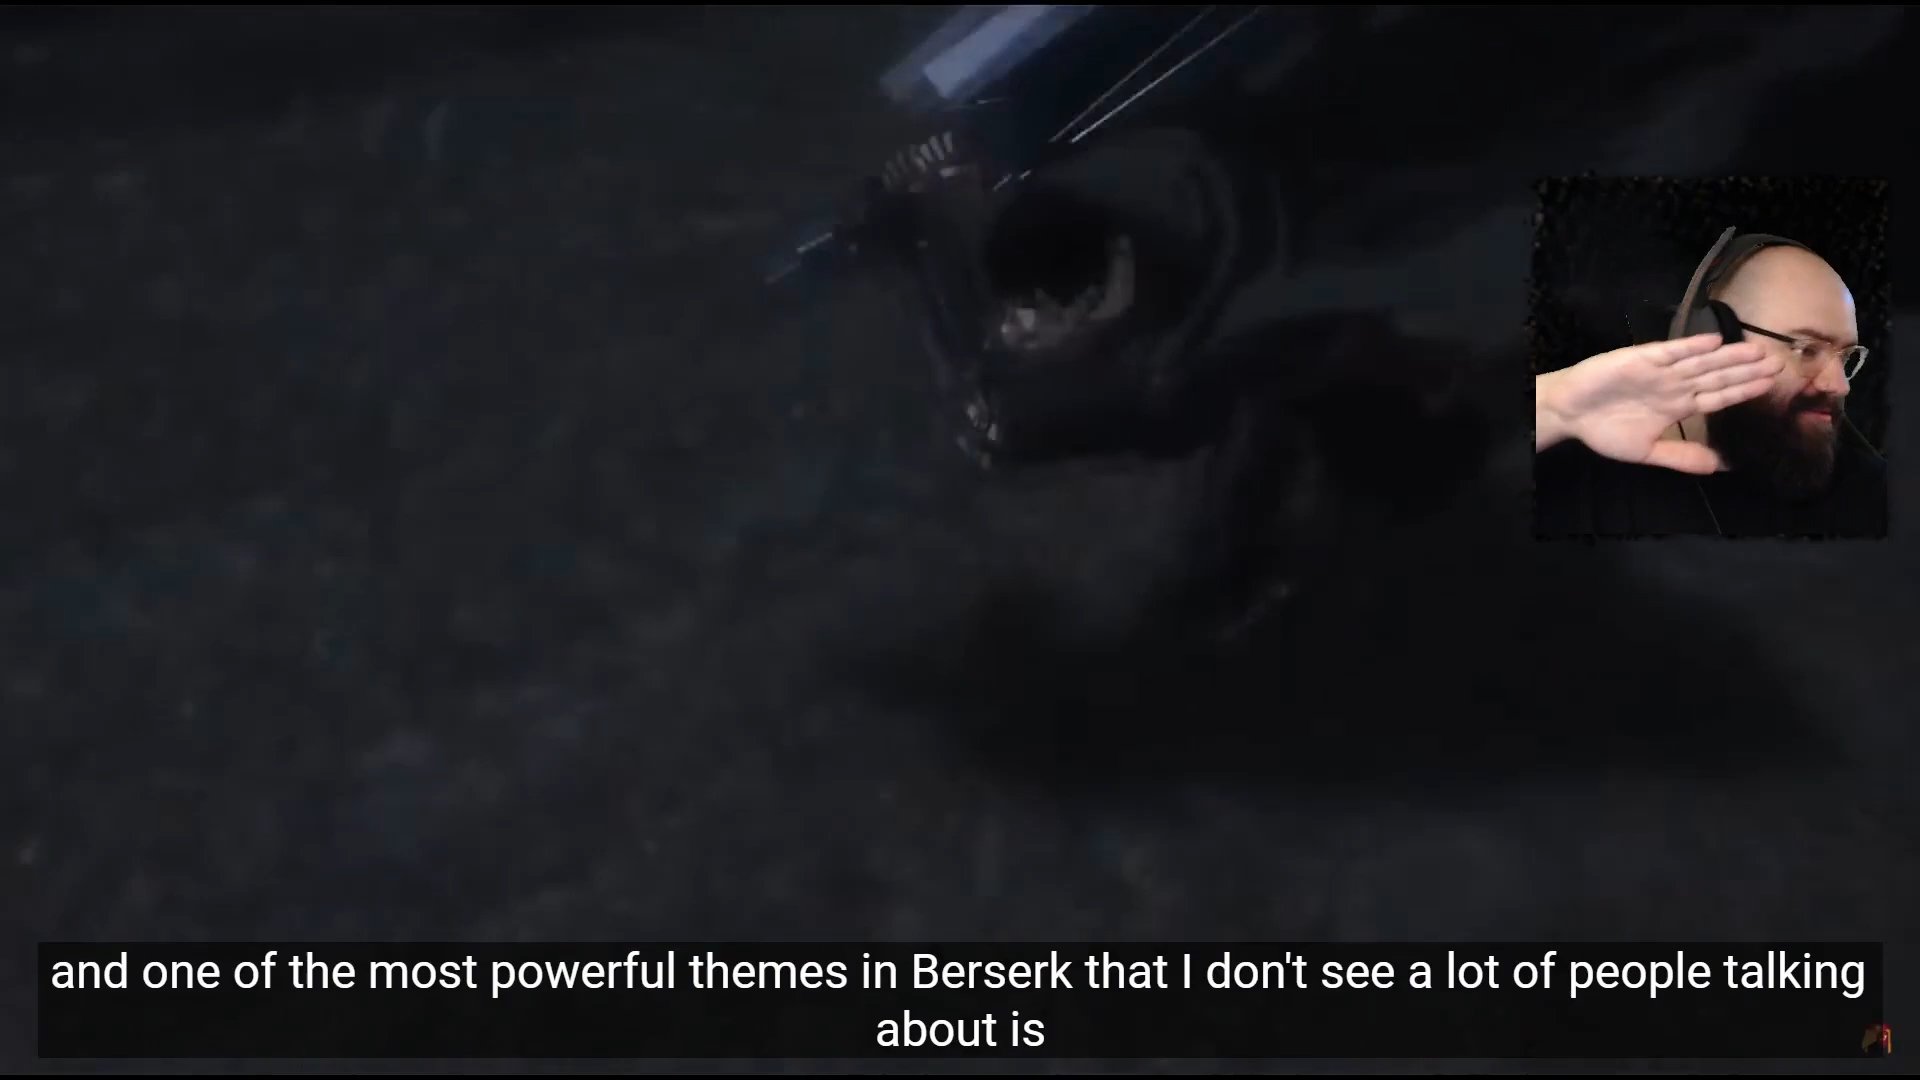 and one of the most powerful themes in Berserk that I don't see a lot of people talking
about is